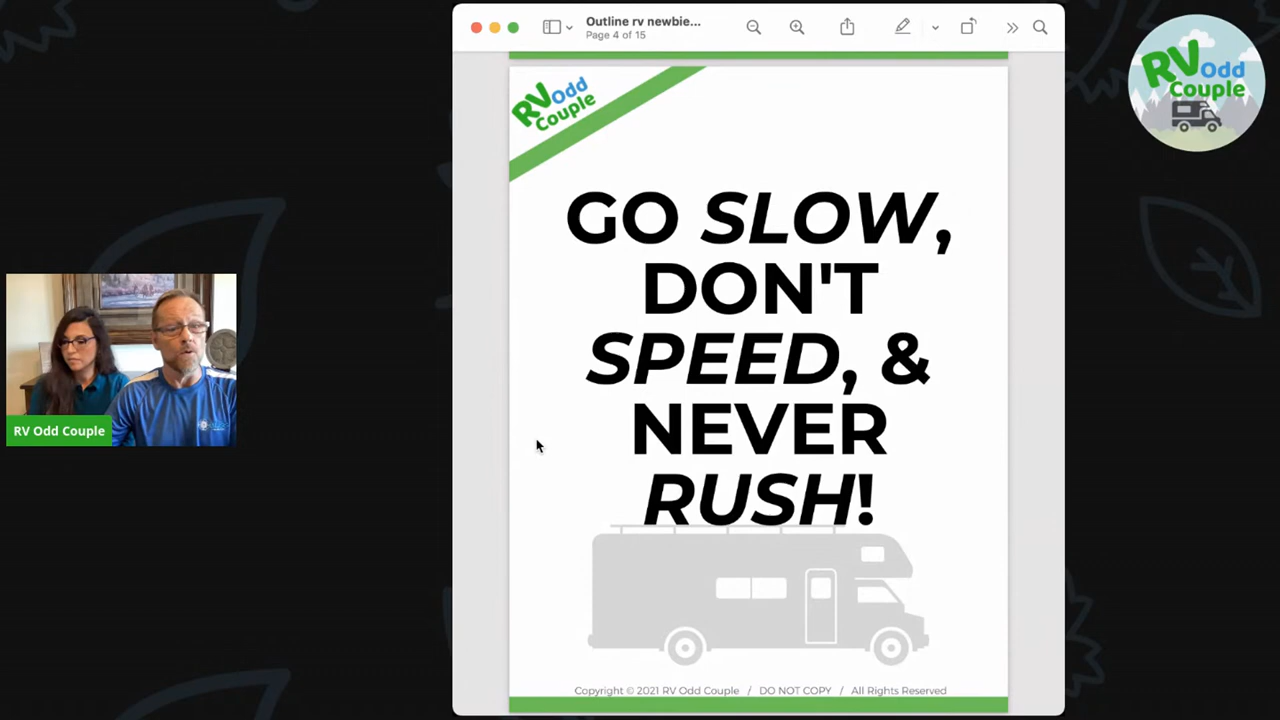 Outline rv newbie...
Page 4 of 15
RV Odd
Couple
RV Odd
Couple
GO SLOW,
DON'T
SPEED, &
NEVER
RUSH!
RV Odd Couple
Copyright © 2021 RV Odd Couple / DO NOT COPY / All Rights Reserved